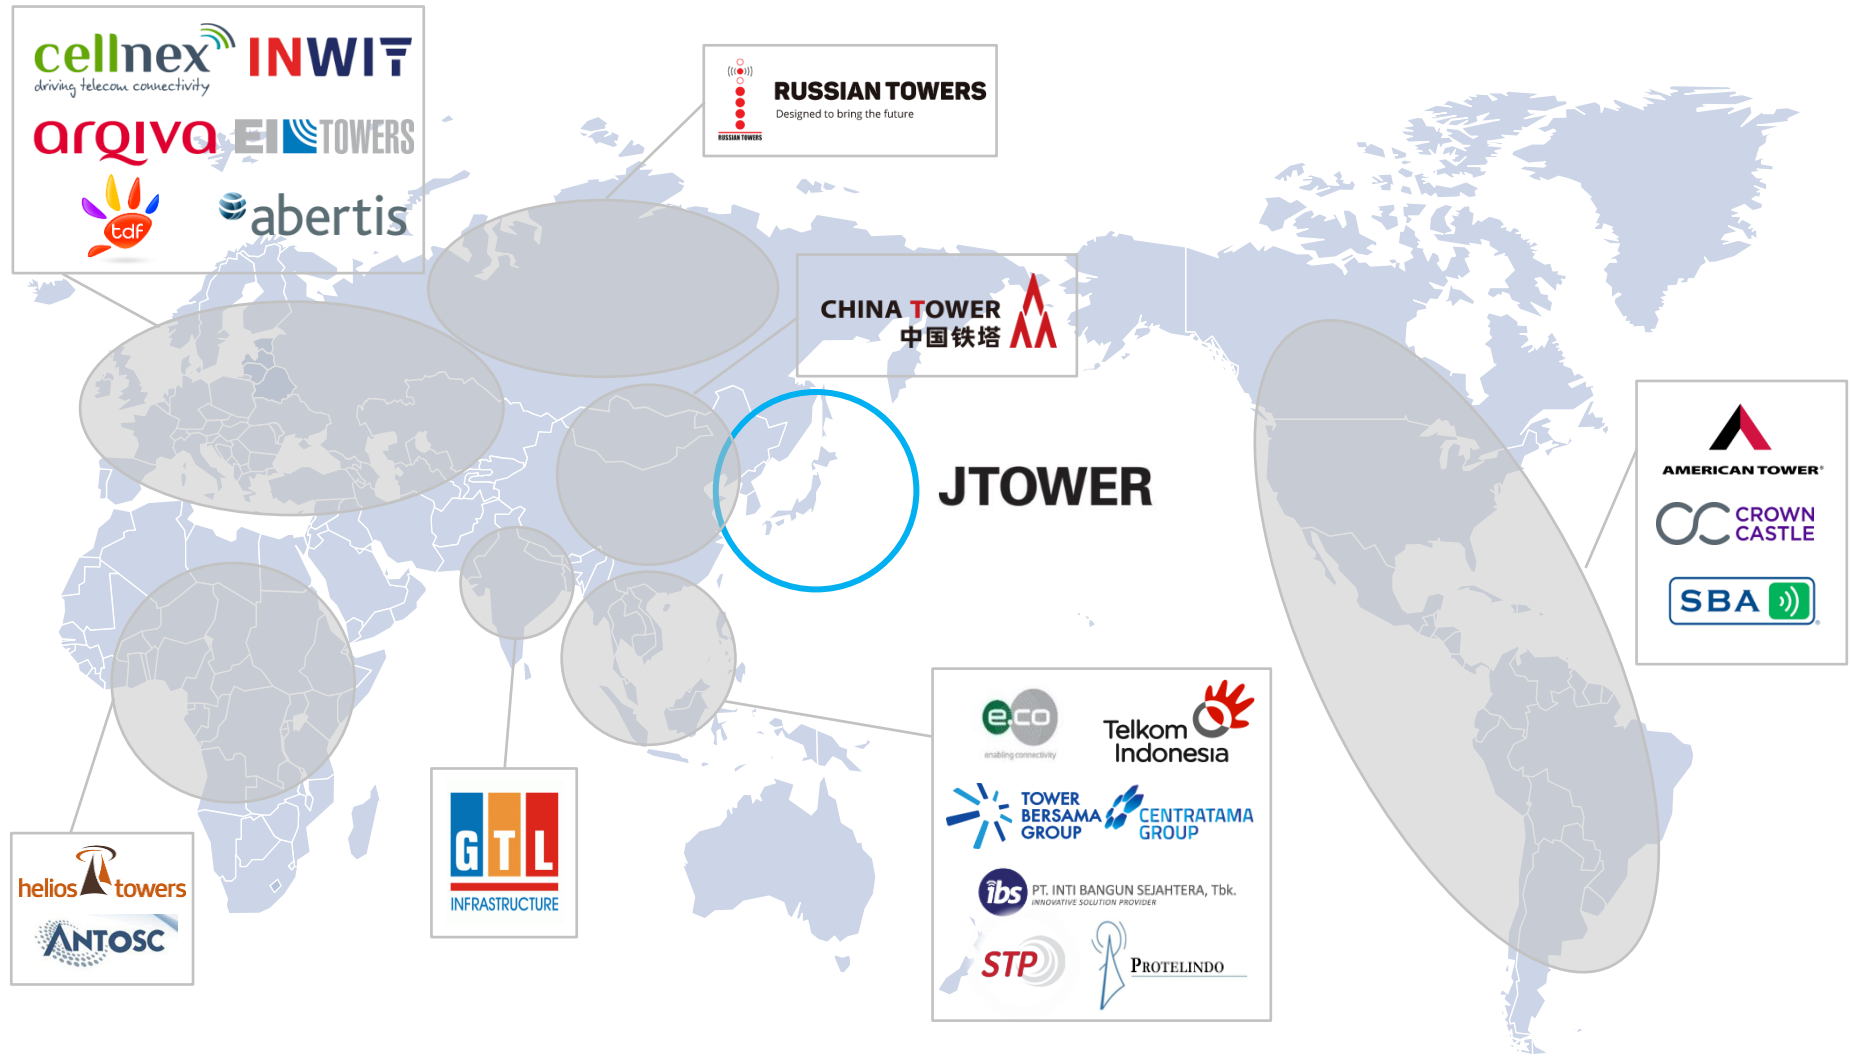 cellnex
driving telecom connectivity
INWIT
arqiva
EI TOWERS
tdf
abertis
RUSSIAN TOWERS
Designed to bring the future
RUSSIAN TOWERS
CHINA TOWER
中国铁塔
JTOWER
AMERICAN TOWER®
CROWN
CASTLE
SBA
®
e.co
enabling connectivity
Telkom
Indonesia
TOWER
BERSAMA
GROUP
CENTRATAMA
GROUP
ibs
PT. INTI BANGUN SEJAHTERA, Tbk.
INNOVATIVE SOLUTION PROVIDER
STP
PROTELINDO
GTL
INFRASTRUCTURE
helios towers
ANTOSC